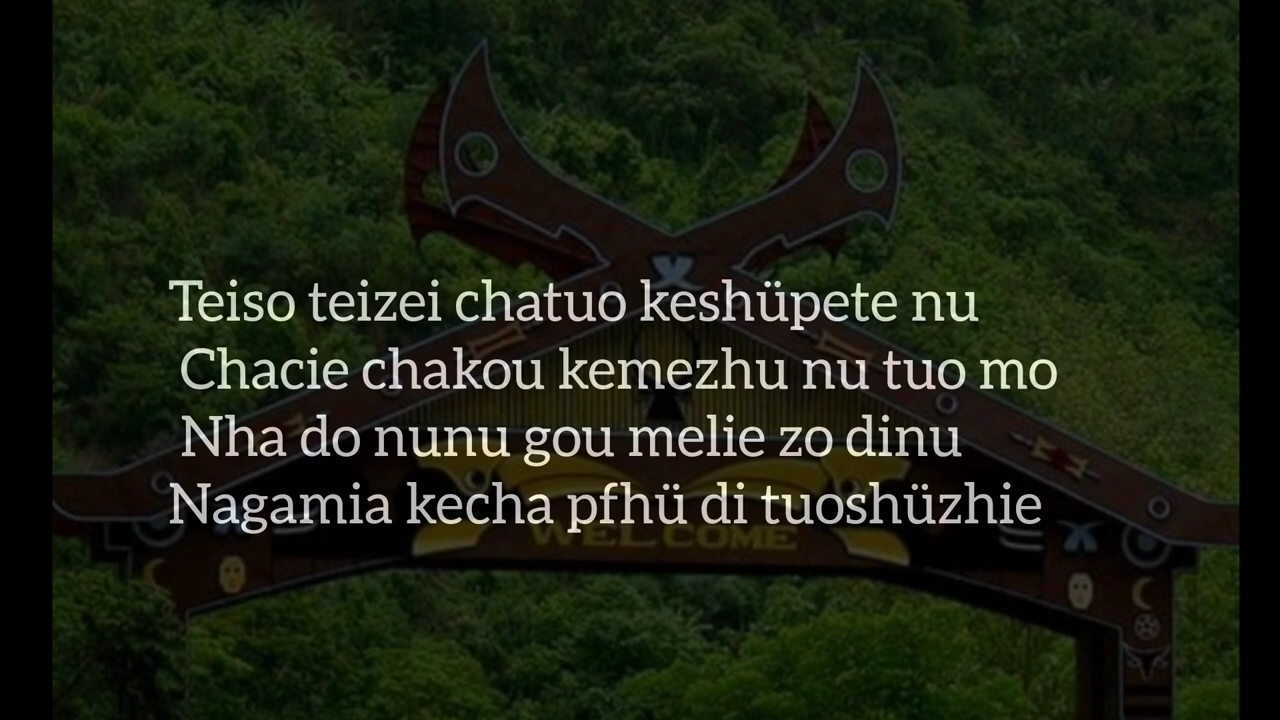 Teiso teizei chatuo keshüpete nu
Chacie chakou kemezhu nu tuo mo
Nha do nunu gou melie zo dinu
Nagamia kecha pfhü di tuoshüzhie
WELCOME